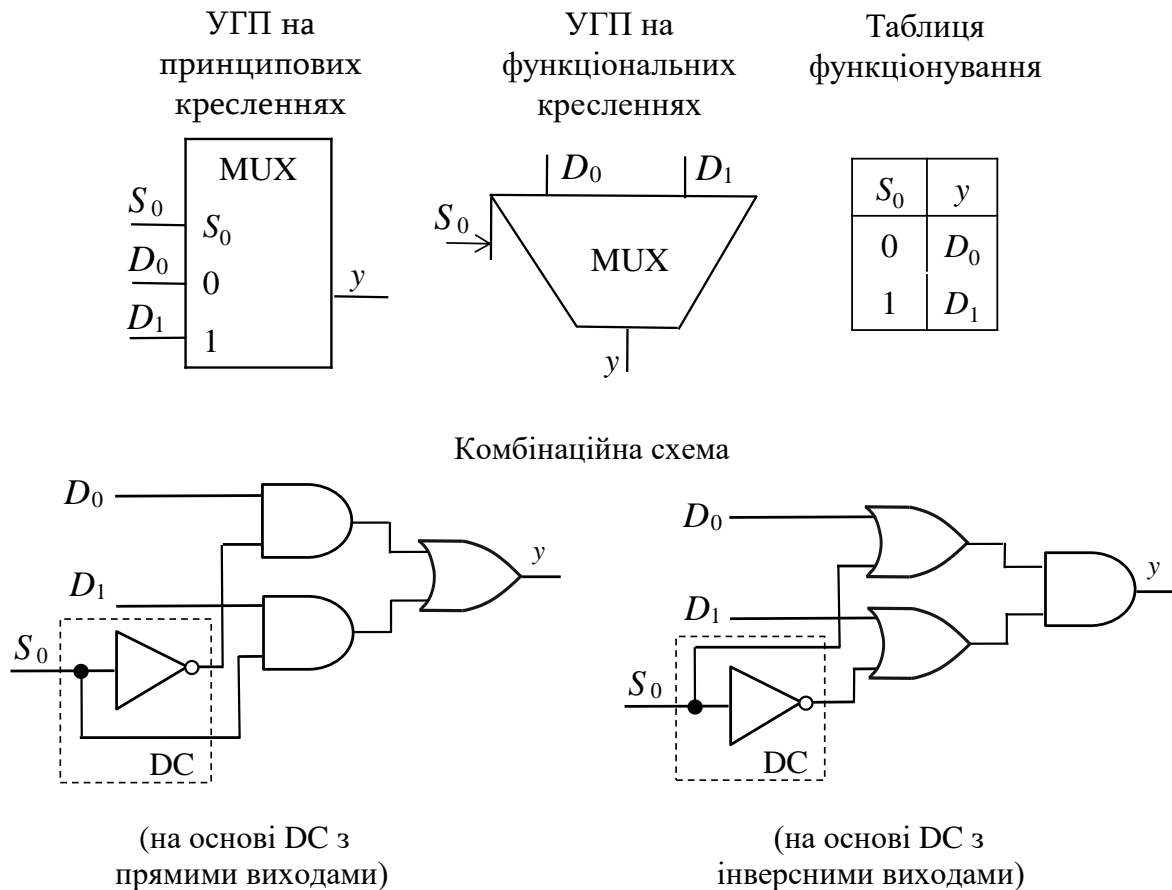 УГП на
принципових
кресленнях
УГП на
функціональних
кресленнях
Таблиця
функціонування
MUX
S0
S0
D0
0
D1
1
y
D0
D1
S0
MUX
y
S0 y
0 D0
1 D1
Комбінаційна схема
D0
D1
S0
DC
y
(на основі DC з
прямими виходами)
D0
D1
S0
DC
y
(на основі DC з
інверсними виходами)